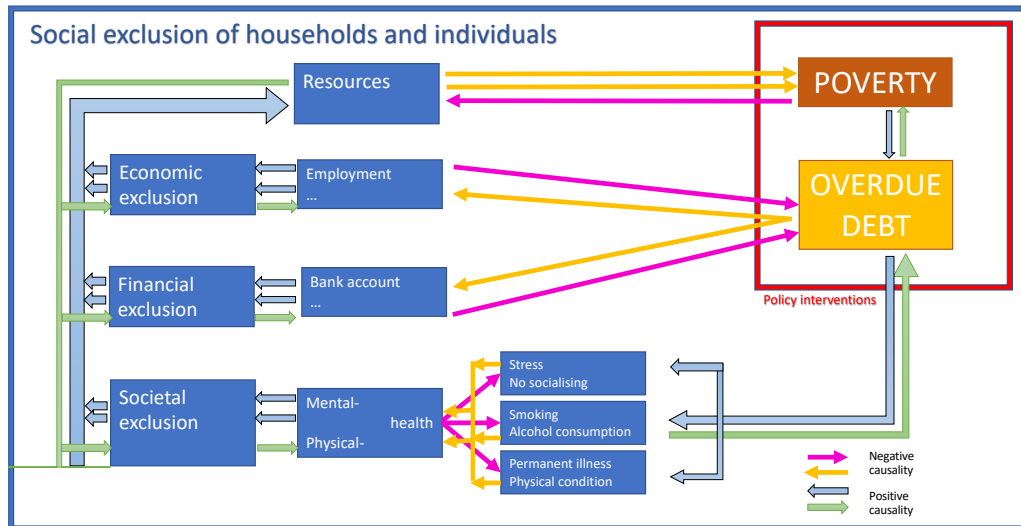 Social exclusion of households and individuals
Resources
POVERTY
Economic
exclusion
Employment
...
OVERDUE
DEBT
Financial
exclusion
Bank account
...
Policy interventions
Societal
exclusion
Mental-
health
Physical-
Stress
No socialising
Smoking
Alcohol consumption
Permanent illness
Physical condition
Negative
causality
Positive
causality